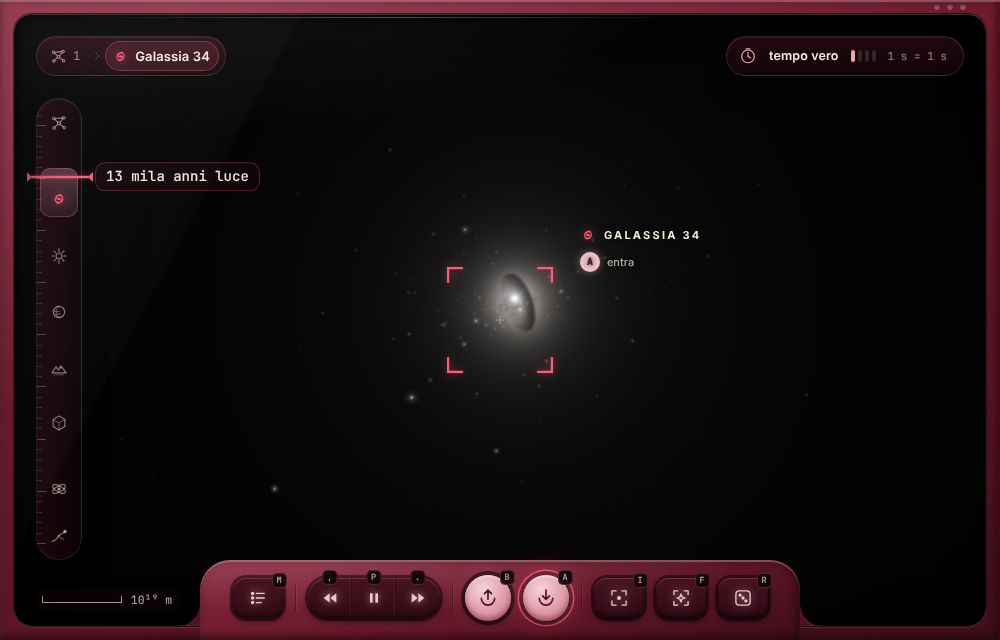 1 Galassia 34
tempo vero 1 s = 1 s
13 mila anni luce
GALASSIA 34
A entra
M , P . B A I F R
10¹⁹ m